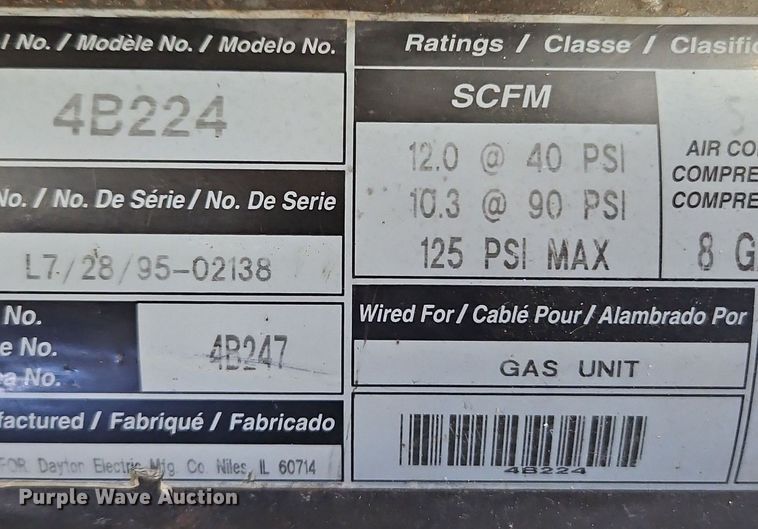 l No. / Modèle No. / Modelo No.
4B224
No. / No. De Série / No. De Serie
L7/28/95-02138
No.
e No.
a No.
4B247
factured / Fabriqué / Fabricado
FOR Dayton Electric Mfg. Co. Niles, IL 60714
Ratings / Classe / Clasific
SCFM
12.0 @ 40 PSI
10.3 @ 90 PSI
125 PSI MAX
S
AIR CO
COMPRE
COMPRE
8 G
Wired For / Cablé Pour / Alambrado Por
GAS UNIT
4B224
Purple Wave Auction